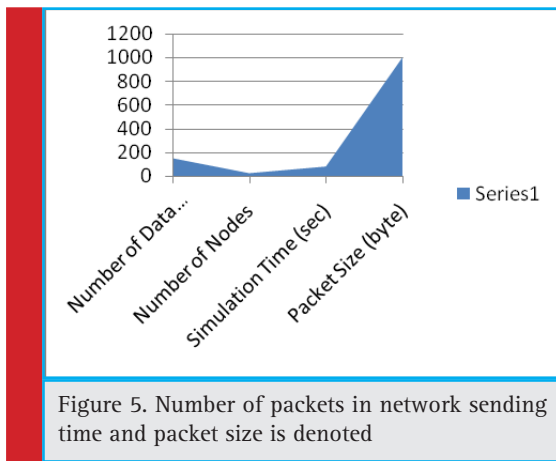 1200
1000
800
600
400
200
0
Number of Data...
Number of Nodes
Simulation Time (sec)
Packet Size (byte)
Series1
Figure 5. Number of packets in network sending
time and packet size is denoted